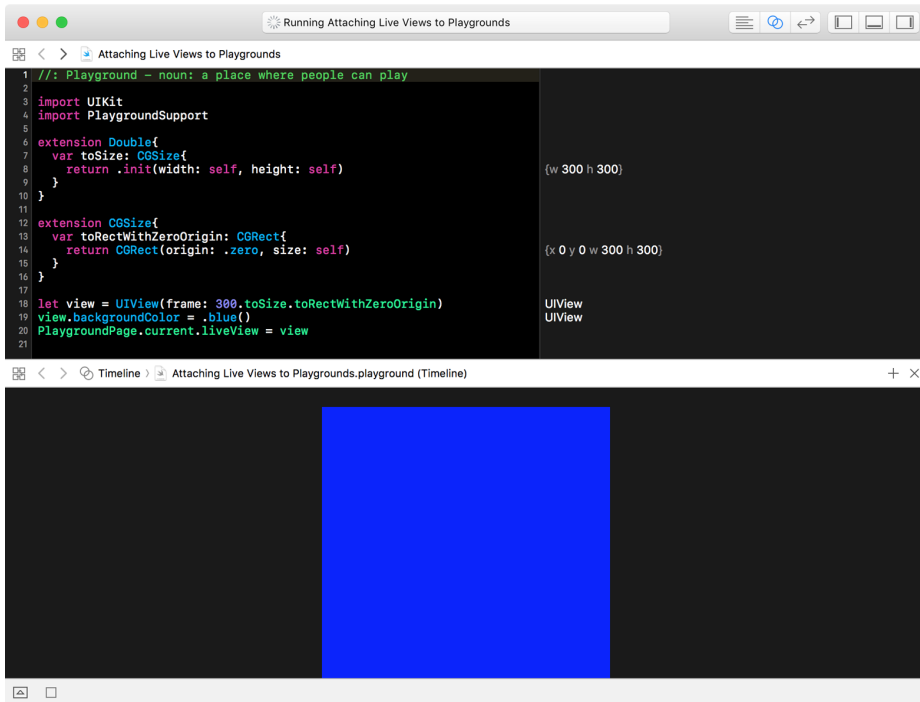 Running Attaching Live Views to Playgrounds
Attaching Live Views to Playgrounds
1 //: Playground – noun: a place where people can play
2
3 import UIKit
4 import PlaygroundSupport
5
6 extension Double{
7 var toSize: CGSize{
8 return .init(width: self, height: self) {w 300 h 300}
9 }
10 }
11
12 extension CGSize{
13 var toRectWithZeroOrigin: CGRect{
14 return CGRect(origin: .zero, size: self) {x 0 y 0 w 300 h 300}
15 }
16 }
17
18 let view = UIView(frame: 300.toSize.toRectWithZeroOrigin) UIView
19 view.backgroundColor = .blue() UIView
20 PlaygroundPage.current.liveView = view
21
Timeline Attaching Live Views to Playgrounds.playground (Timeline)